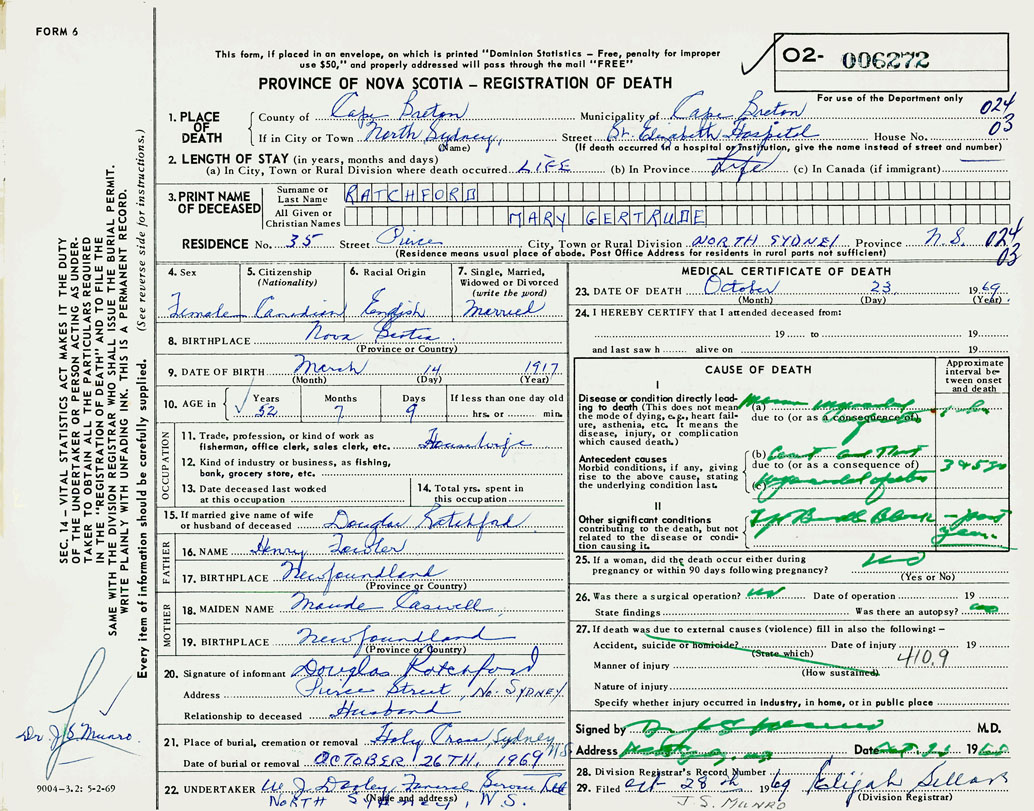 FORM 6
This form, if placed in an envelope, on which is printed "Dominion Statistics – Free, penalty for improper
use $50," and properly addressed will pass through the mail "FREE"
PROVINCE OF NOVA SCOTIA – REGISTRATION OF DEATH
02- 006272
For use of the Department only
024
03
1. PLACE OF DEATH
County of Cape Breton Municipality of Cape Breton
If in City or Town North Sydney, Street St. Elizabeth Hospital House No.
(Name) (If death occurred in a hospital or institution, give the name instead of street and number)
2. LENGTH OF STAY (in years, months and days)
(a) In City, Town or Rural Division where death occurred LIFE (b) In Province Life (c) In Canada (if immigrant)
3. PRINT NAME OF DECEASED
Surname or Last Name RATCHFORD
All Given or Christian Names MARY GERTRUDE
RESIDENCE No. 35 Street Pierce City, Town or Rural Division NORTH SYDNEY Province N.S. 024
03
(Residence means usual place of abode. Post Office Address for residents in rural parts not sufficient)
4. Sex
Female
5. Citizenship (Nationality)
Canadian
6. Racial Origin
English
7. Single, Married, Widowed or Divorced (write the word)
Married
8. BIRTHPLACE Nova Scotia
(Province or Country)
9. DATE OF BIRTH March 14 1917
(Month) (Day) (Year)
10. AGE in Years Months Days If less than one day old
52 7 9 hrs. or min.
OCCUPATION
11. Trade, profession, or kind of work as
fisherman, office clerk, sales clerk, etc. Housewife
12. Kind of industry or business, as fishing,
bank, grocery store, etc.
13. Date deceased last worked
at this occupation
14. Total yrs. spent in
this occupation
15. If married give name of wife
or husband of deceased Douglas Ratchford
FATHER
16. NAME Henry
17. BIRTHPLACE Newfoundland
(Province or Country)
MOTHER
18. MAIDEN NAME Maude Caswell
19. BIRTHPLACE Newfoundland
(Province or Country)
20. Signature of informant Douglas Ratchford
Address Pierce Street, No. SYDNEY
Relationship to deceased Husband
21. Place of burial, cremation or removal Holy Cross, Sydney N.S.
Date of burial or removal OCTOBER 26TH, 1969
22. UNDERTAKER W. J. Dooley Funeral Service Ltd
(Name and address)
NORTH SYDNEY, N.S.
MEDICAL CERTIFICATE OF DEATH
23. DATE OF DEATH October 23 1969
(Month) (Day) (Year)
24. I HEREBY CERTIFY that I attended deceased from:
19 to 19
and last saw h alive on 19
CAUSE OF DEATH
Approximate interval between onset and death
I
Disease or condition directly leading to death (This does not mean
the mode of dying, e.g., heart failure, asthenia, etc. It means the
disease, injury, or complication
which caused death.)
(a)
due to (or as a consequence of)
Antecedent causes
Morbid conditions, if any, giving
rise to the above cause, stating
the underlying condition last.
(b)
due to (or as a consequence of)
(c)
II
Other significant conditions
contributing to the death, but not
related to the disease or condition causing it.
Bundle Block
25. If a woman, did the death occur either during
pregnancy or within 90 days following pregnancy? no
(Yes or No)
26. Was there a surgical operation? no Date of operation 19
State findings Was there an autopsy? no
27. If death was due to external causes (violence) fill in also the following:–
Accident, suicide or homicide? Date of injury 19
(State which)
410.9
Manner of injury
(How sustained)
Nature of injury
Specify whether injury occurred in industry, in home, or in public place
Signed by M.D.
Address Date 19
28. Division Registrar's Record Number
29. Filed Oct 28 1969 Elijah Sellars
(Division Registrar)
J.S. MUNRO
SEC. 14 – VITAL STATISTICS ACT MAKES IT THE DUTY
OF THE UNDERTAKER OR PERSON ACTING AS UNDER-
TAKER TO OBTAIN ALL THE PARTICULARS REQUIRED
IN THE "REGISTRATION OF DEATH" AND TO FILE THE
SAME WITH THE DIVISION REGISTRAR WHO SHALL ISSUE THE BURIAL PERMIT.
WRITE PLAINLY WITH UNFADING INK. THIS IS A PERMANENT RECORD.
Every item of information should be carefully supplied. (See reverse side for instructions.)
Dr. J.S. Munro
9004-3.2: 5-2-69